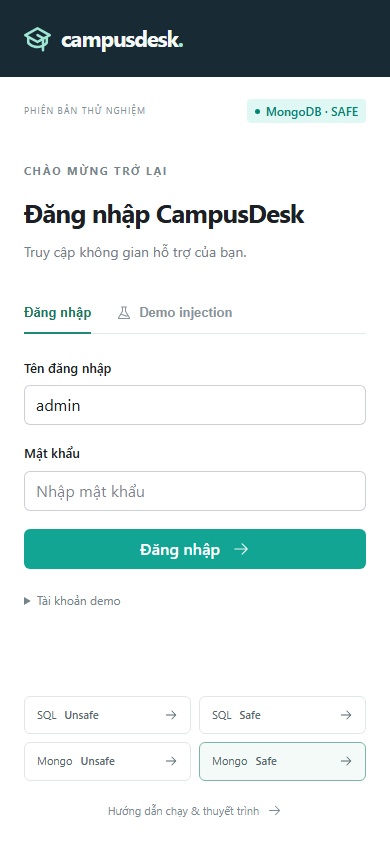 campusdesk.
PHIÊN BẢN THỬ NGHIỆM
MongoDB · SAFE
CHÀO MỪNG TRỞ LẠI
Đăng nhập CampusDesk
Truy cập không gian hỗ trợ của bạn.
Đăng nhập
Demo injection
Tên đăng nhập
admin
Mật khẩu
Nhập mật khẩu
Đăng nhập →
Tài khoản demo
SQL Unsafe →
SQL Safe →
Mongo Unsafe →
Mongo Safe →
Hướng dẫn chạy & thuyết trình →